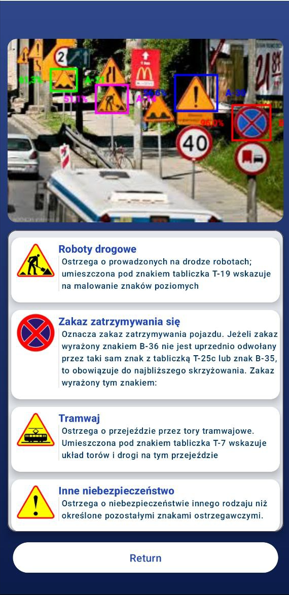 2
M
40
Roboty drogowe
Ostrzega o prowadzonych na drodze robotach;
umieszczona pod znakiem tabliczka T-19 wskazuje
na malowanie znaków poziomych
Zakaz zatrzymywania się
Oznacza zakaz zatrzymywania pojazdu. Jeżeli zakaz
wyrażony znakiem B-36 nie jest uprzednio odwołany
przez taki sam znak z tabliczką T-25c lub znak B-35,
to obowiązuje do najbliższego skrzyżowania. Zakaz
wyrażony tym znakiem:
Tramwaj
Ostrzega o przejeździe przez tory tramwajowe.
Umieszczona pod znakiem tabliczka T-7 wskazuje
układ torów i drogi na tym przejeździe
Inne niebezpieczeństwo
Ostrzega o niebezpieczeństwie innego rodzaju niż
określone pozostałymi znakami ostrzegawczymi.
Return